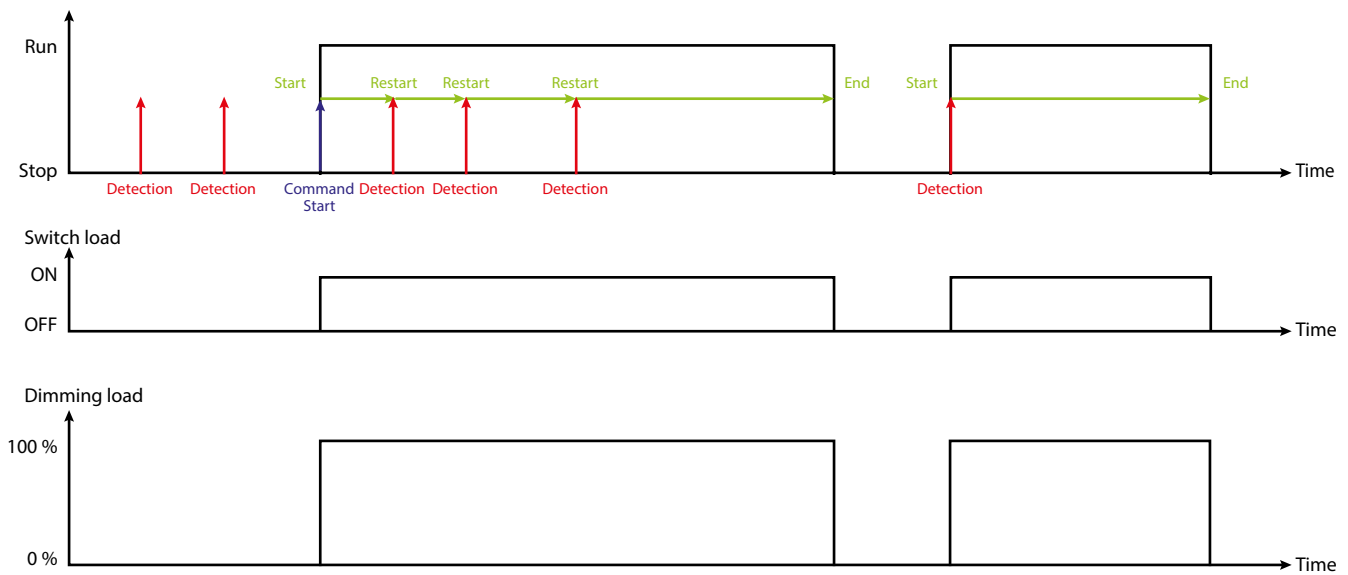 Run
Start
Restart
Restart
Restart
End
Start
End
Stop
Time
Detection
Detection
Command
Start
Detection
Detection
Detection
Detection
Switch load
ON
OFF
Time
Dimming load
100 %
0 %
Time